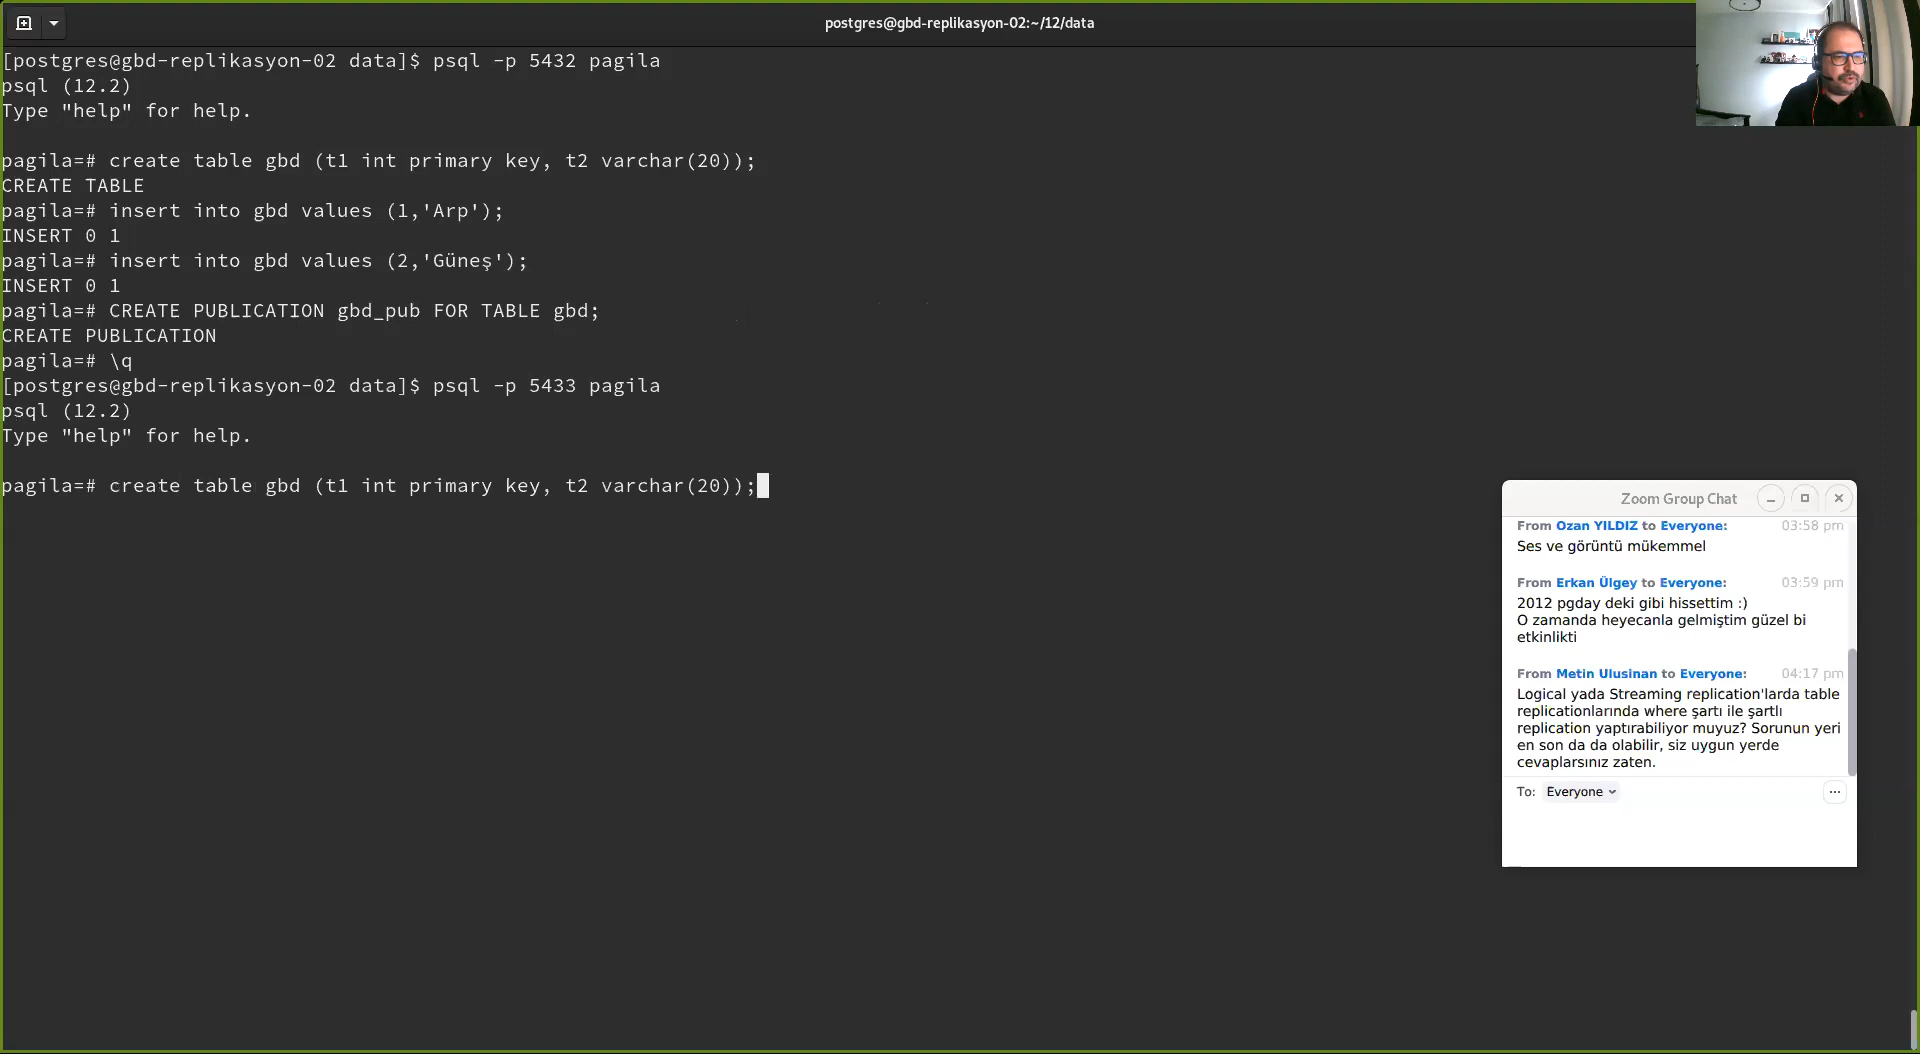 postgres@gbd-replikasyon-02:~/12/data
[postgres@gbd-replikasyon-02 data]$ psql -p 5432 pagila
psql (12.2)
Type "help" for help.
pagila=# create table gbd (t1 int primary key, t2 varchar(20));
CREATE TABLE
pagila=# insert into gbd values (1,'Arp');
INSERT 0 1
pagila=# insert into gbd values (2,'Güneş');
INSERT 0 1
pagila=# CREATE PUBLICATION gbd_pub FOR TABLE gbd;
CREATE PUBLICATION
pagila=# \q
[postgres@gbd-replikasyon-02 data]$ psql -p 5433 pagila
psql (12.2)
Type "help" for help.
pagila=# create table gbd (t1 int primary key, t2 varchar(20));
Zoom Group Chat
From Ozan YILDIZ to Everyone: 03:58 pm
Ses ve görüntü mükemmel
From Erkan Ülgey to Everyone: 03:59 pm
2012 pgday deki gibi hissettim :)
O zamanda heyecanla gelmiştim güzel bi
etkinlikti
From Metin Ulusinan to Everyone: 04:17 pm
Logical yada Streaming replication'larda table
replicationlarında where şartı ile şartlı
replication yaptırabiliyor muyuz? Sorunun yeri
en son da da olabilir, siz uygun yerde
cevaplarsınız zaten.
To: Everyone